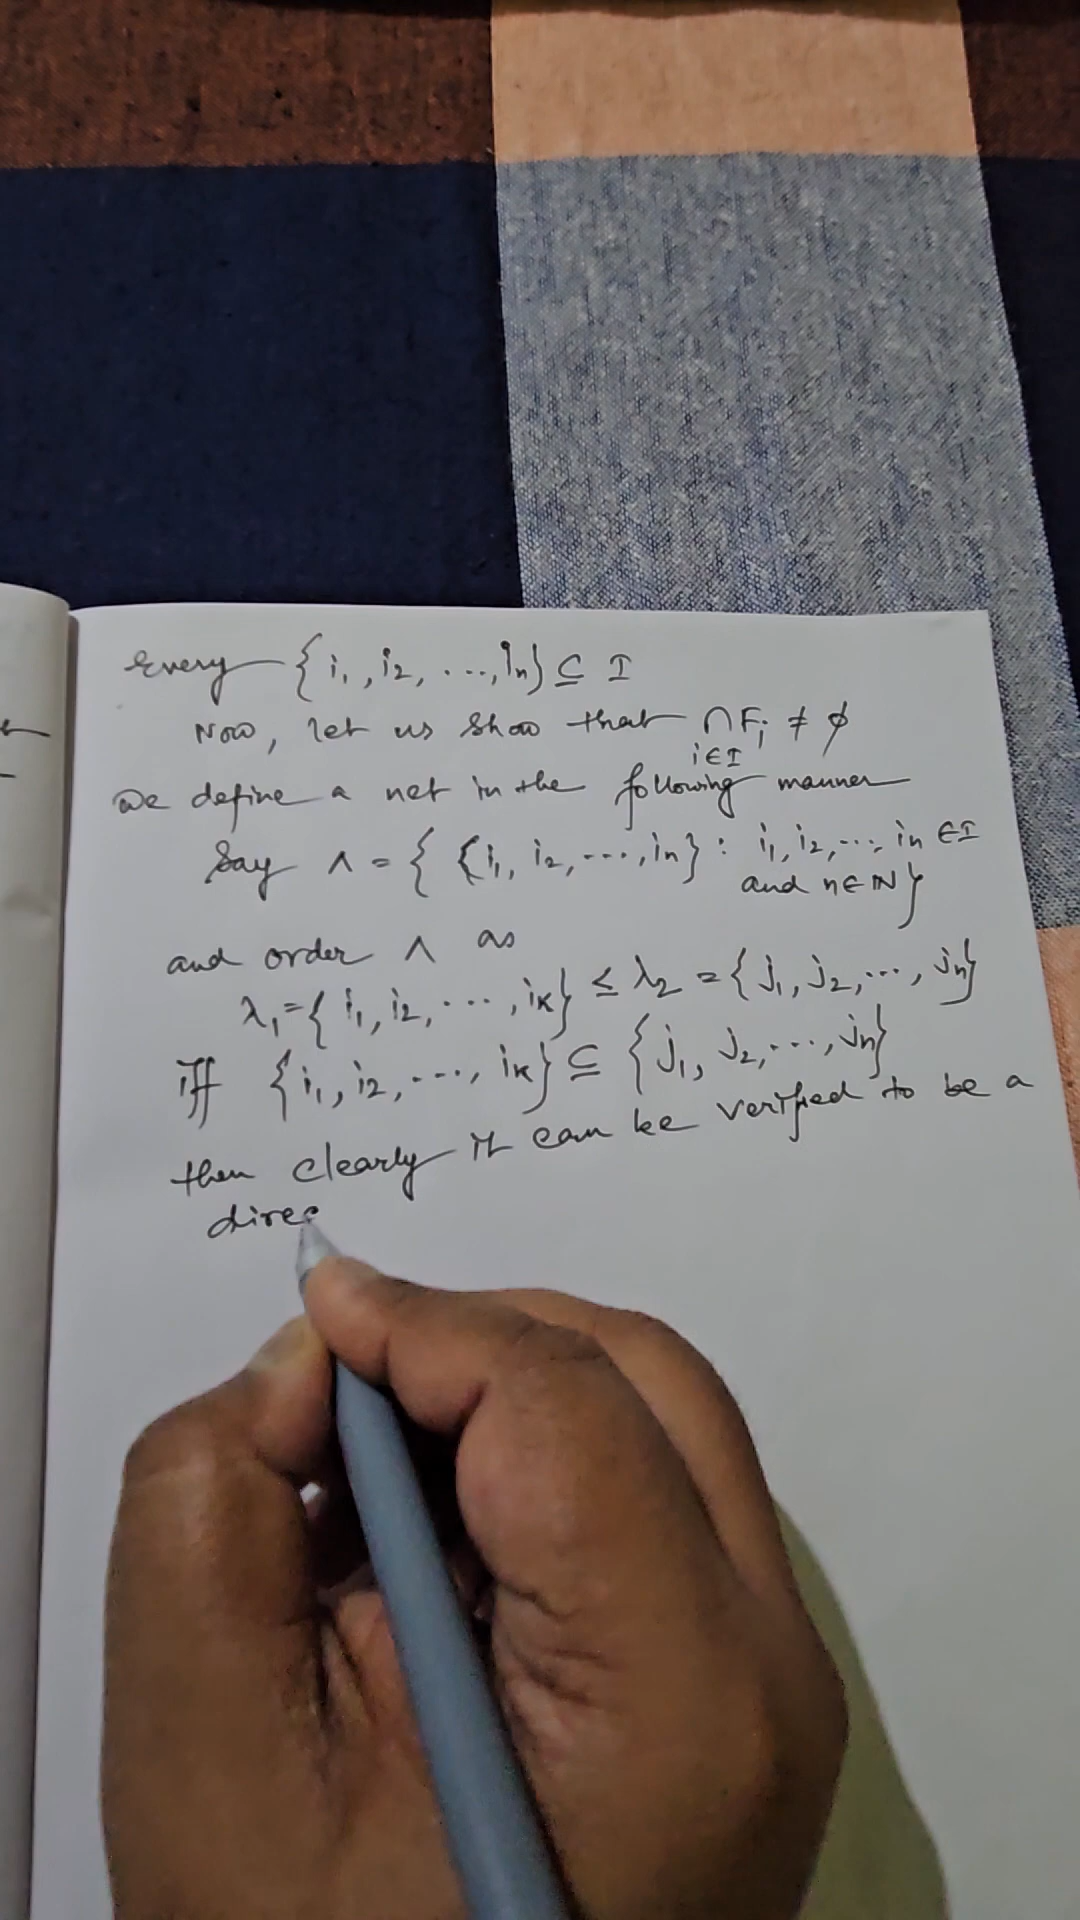 Every {i₁, i₂, ..., iₙ} ⊆ I
Now, let us show that ∩Fᵢ ≠ φ
i∈I
we define a net in the following manner
Say Λ = { {i₁, i₂, ..., iₙ} : i₁, i₂, ..., iₙ ∈ I
and n∈ℕ}
and order Λ as
λ₁ = {i₁, i₂, ..., iₖ} ≤ λ₂ = {j₁, j₂, ..., jₙ}
iff {i₁, i₂, ..., iₖ} ⊆ {j₁, j₂, ..., jₙ}
then clearly it can be verified to be a
direc